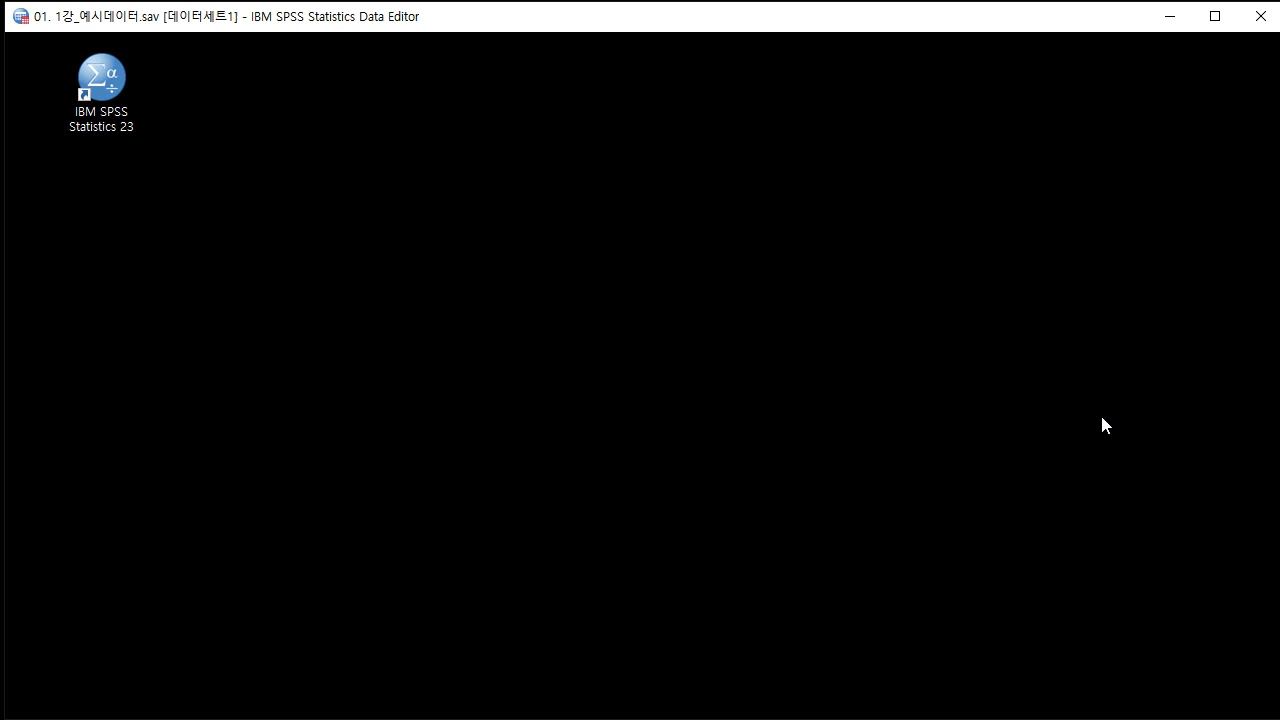 01. 1강_예시데이터.sav [데이터세트1] - IBM SPSS Statistics Data Editor
IBM SPSS
Statistics 23